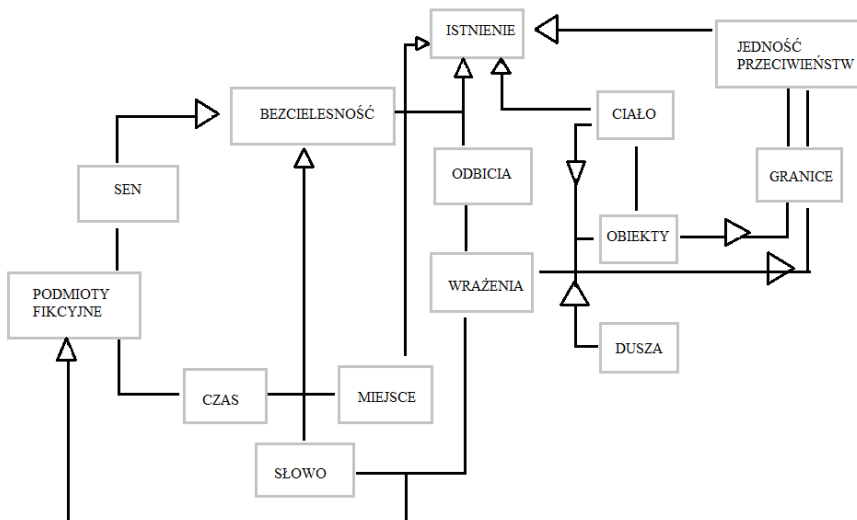 ISTNIENIE
JEDNOŚĆ
PRZECIWIEŃSTW
BEZCIELESNOŚĆ
CIAŁO
SEN
ODBICIA
GRANICE
OBIEKTY
PODMIOTY
FIKCYJNE
WRAŻENIA
DUSZA
CZAS
MIEJSCE
SŁOWO